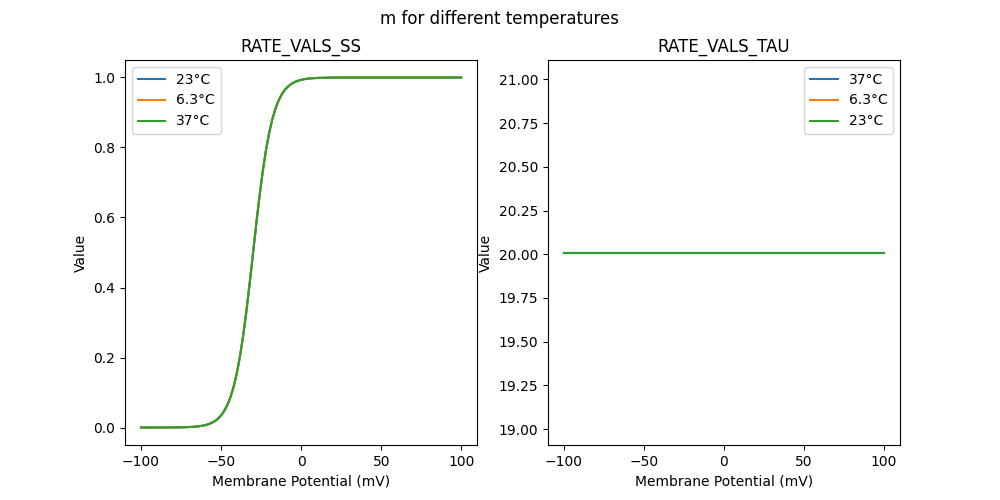 m for different temperatures
RATE_VALS_SS
1.0
0.8
0.6
0.4
0.2
0.0
Value
23°C
6.3°C
37°C
−100
−50
0
50
100
Membrane Potential (mV)
RATE_VALS_TAU
21.00
20.75
20.50
20.25
20.00
19.75
19.50
19.25
19.00
Value
37°C
6.3°C
23°C
−100
−50
0
50
100
Membrane Potential (mV)